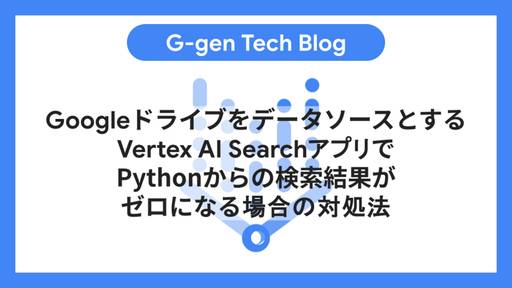 G-gen Tech Blog
Googleドライブをデータソースとする
Vertex AI Searchアプリで
Pythonからの検索結果が
ゼロになる場合の対処法